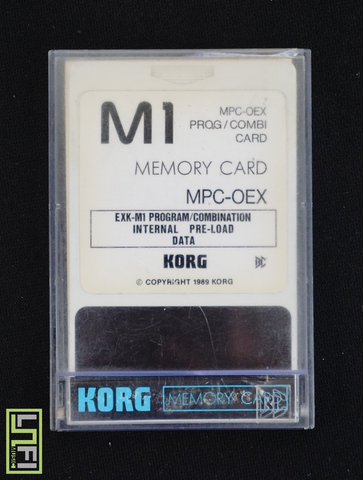 M1
MPC-OEX
PROG/COMBI
CARD
MEMORY CARD
MPC-OEX
EXK-M1 PROGRAM/COMBINATION
INTERNAL PRE-LOAD
DATA
KORG
© COPYRIGHT 1989 KORG
KORG MEMORY CARD
LOFI